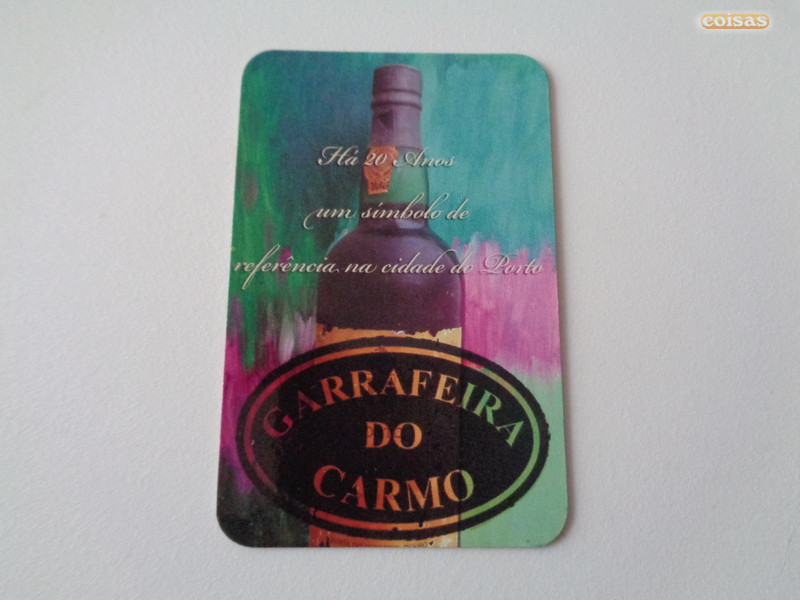 coisas
Há 20 Anos
um símbolo de
referência na cidade do Porto
GARRAFEIRA
DO
CARMO